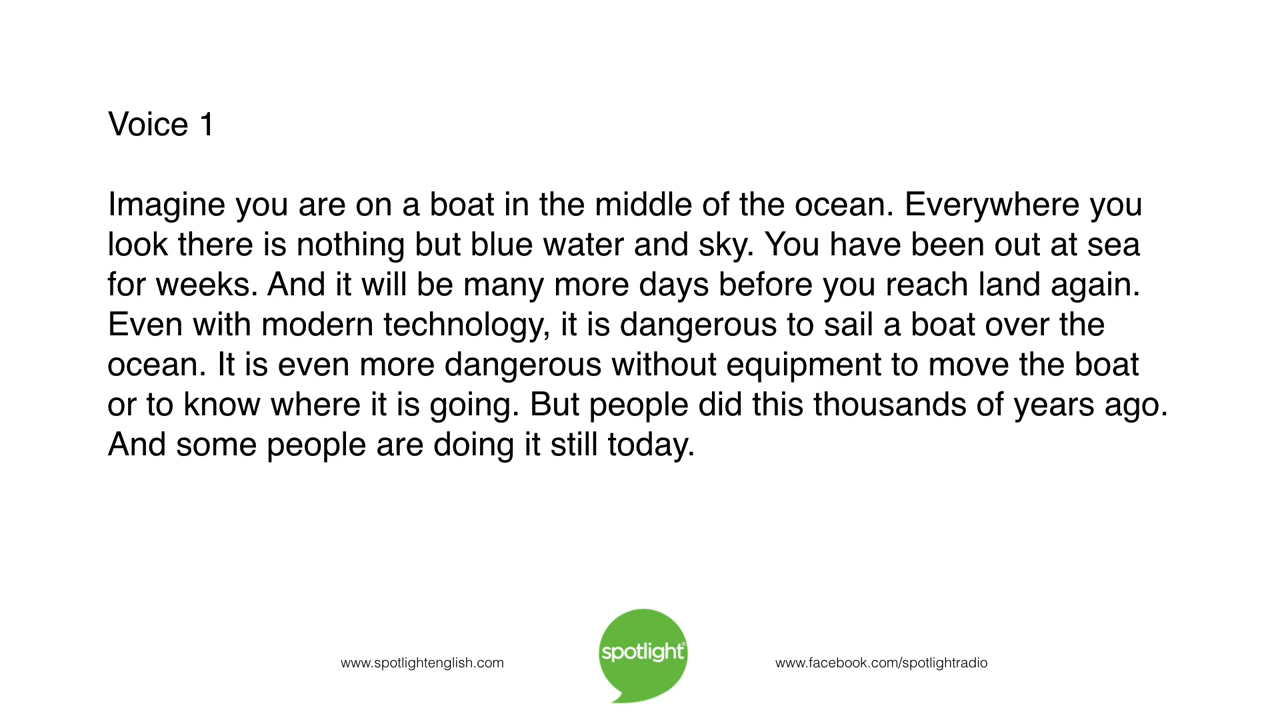 Voice 1
Imagine you are on a boat in the middle of the ocean. Everywhere you
look there is nothing but blue water and sky. You have been out at sea
for weeks. And it will be many more days before you reach land again.
Even with modern technology, it is dangerous to sail a boat over the
ocean. It is even more dangerous without equipment to move the boat
or to know where it is going. But people did this thousands of years ago.
And some people are doing it still today.
www.spotlightenglish.com
spotlight®
www.facebook.com/spotlightradio